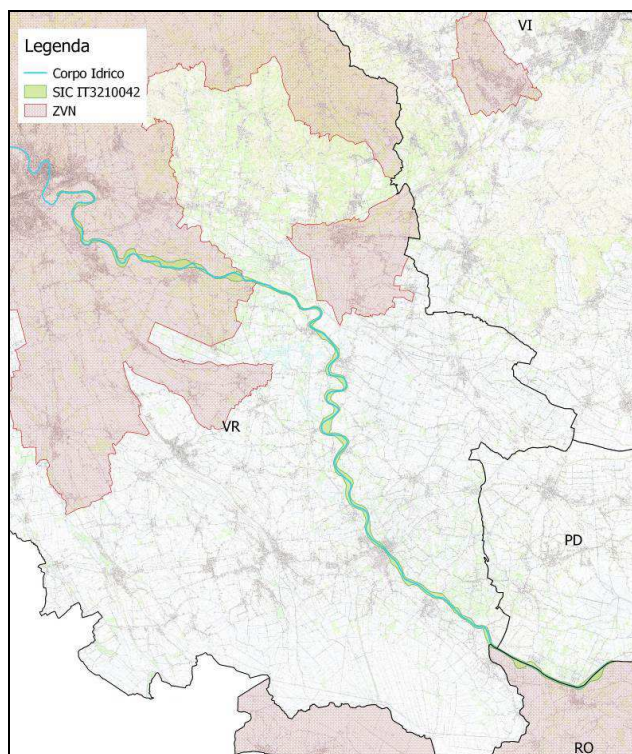 VI
Legenda
Corpo Idrico
SIC IT3210042
ZVN
VR
PD
RO